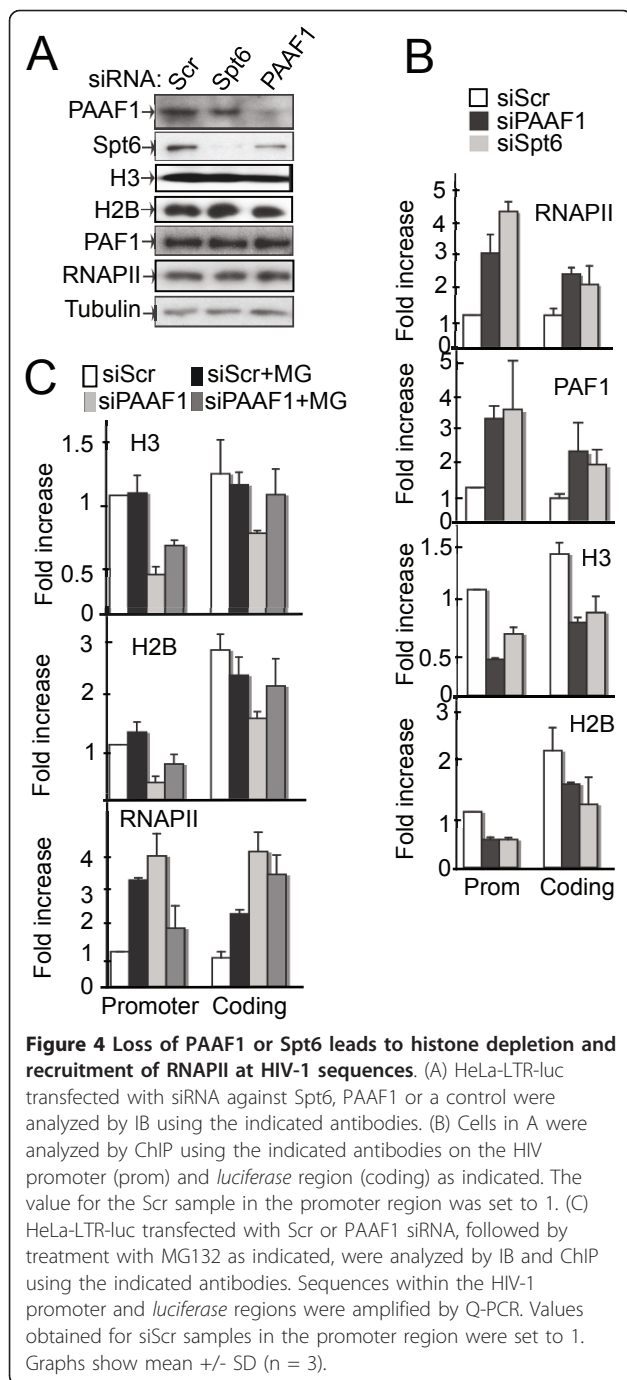 A
siRNA: Scr Spt6 PAAF1
PAAF1
Spt6
H3
H2B
PAF1
RNAPII
Tubulin
B
siScr
siPAAF1
siSpt6
5
4
3
2
1
0
Fold increase
RNAPII
5
4
3
2
1
0
Fold increase
PAF1
1.5
1
0.5
0
Fold increase
H3
3
2
1
0
Fold increase
H2B
Prom Coding
C
siScr siScr+MG
siPAAF1 siPAAF1+MG
1.5
1
0.5
0
Fold increase
H3
3
2
1
Fold increase
H2B
4
3
2
1
0
Fold increase
RNAPII
Promoter Coding
Figure 4 Loss of PAAF1 or Spt6 leads to histone depletion and
recruitment of RNAPII at HIV-1 sequences. (A) HeLa-LTR-luc
transfected with siRNA against Spt6, PAAF1 or a control were
analyzed by IB using the indicated antibodies. (B) Cells in A were
analyzed by ChIP using the indicated antibodies on the HIV
promoter (prom) and luciferase region (coding) as indicated. The
value for the Scr sample in the promoter region was set to 1. (C)
HeLa-LTR-luc transfected with Scr or PAAF1 siRNA, followed by
treatment with MG132 as indicated, were analyzed by IB and ChIP
using the indicated antibodies. Sequences within the HIV-1
promoter and luciferase regions were amplified by Q-PCR. Values
obtained for siScr samples in the promoter region were set to 1.
Graphs show mean +/- SD (n = 3).